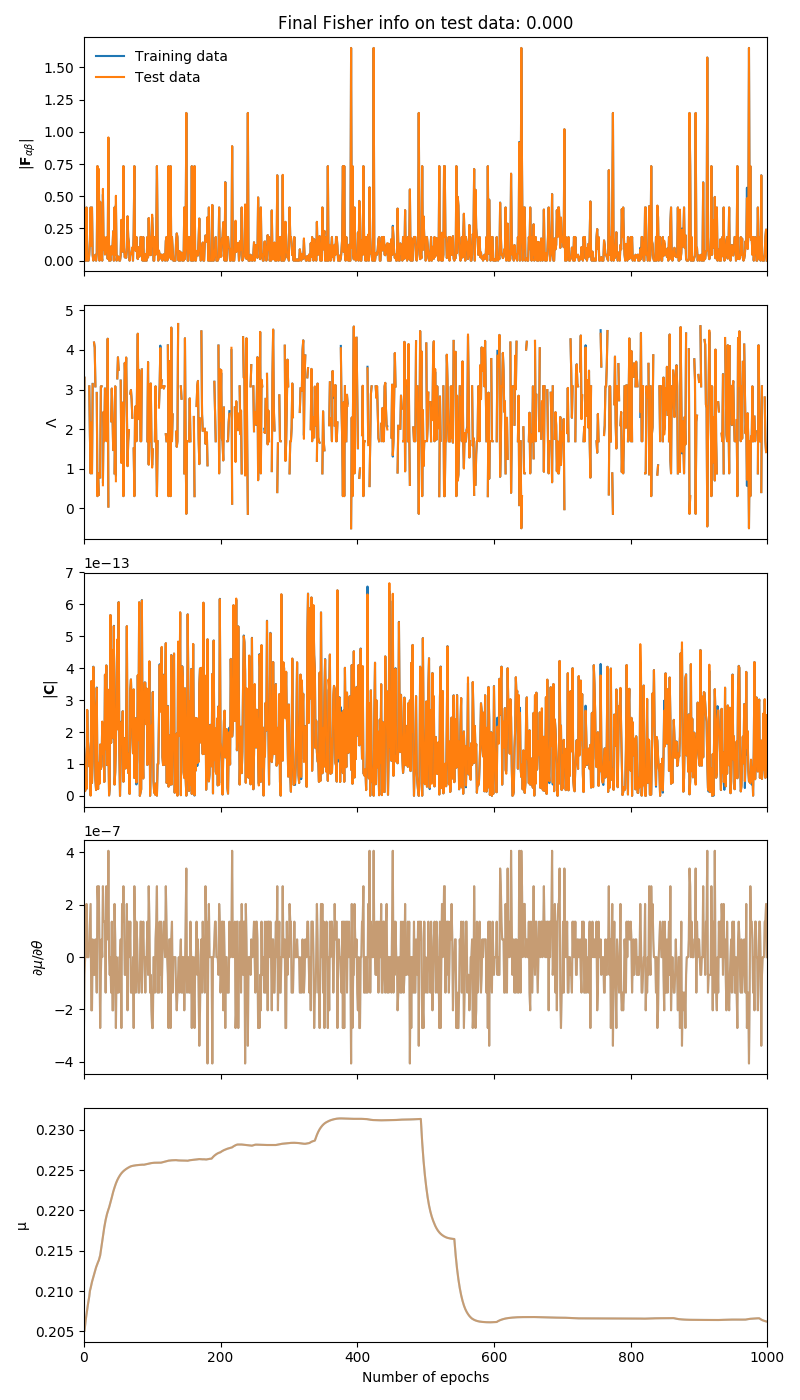 Final Fisher info on test data: 0.000
Training data
Test data
|F_{αβ}|
1.50
1.25
1.00
0.75
0.50
0.25
0.00
Λ
5
4
3
2
1
0
1e−13
|C|
7
6
5
4
3
2
1
0
1e−7
∂μ/∂θ
4
2
0
−2
−4
μ
0.230
0.225
0.220
0.215
0.210
0.205
0 200 400 600 800 1000
Number of epochs